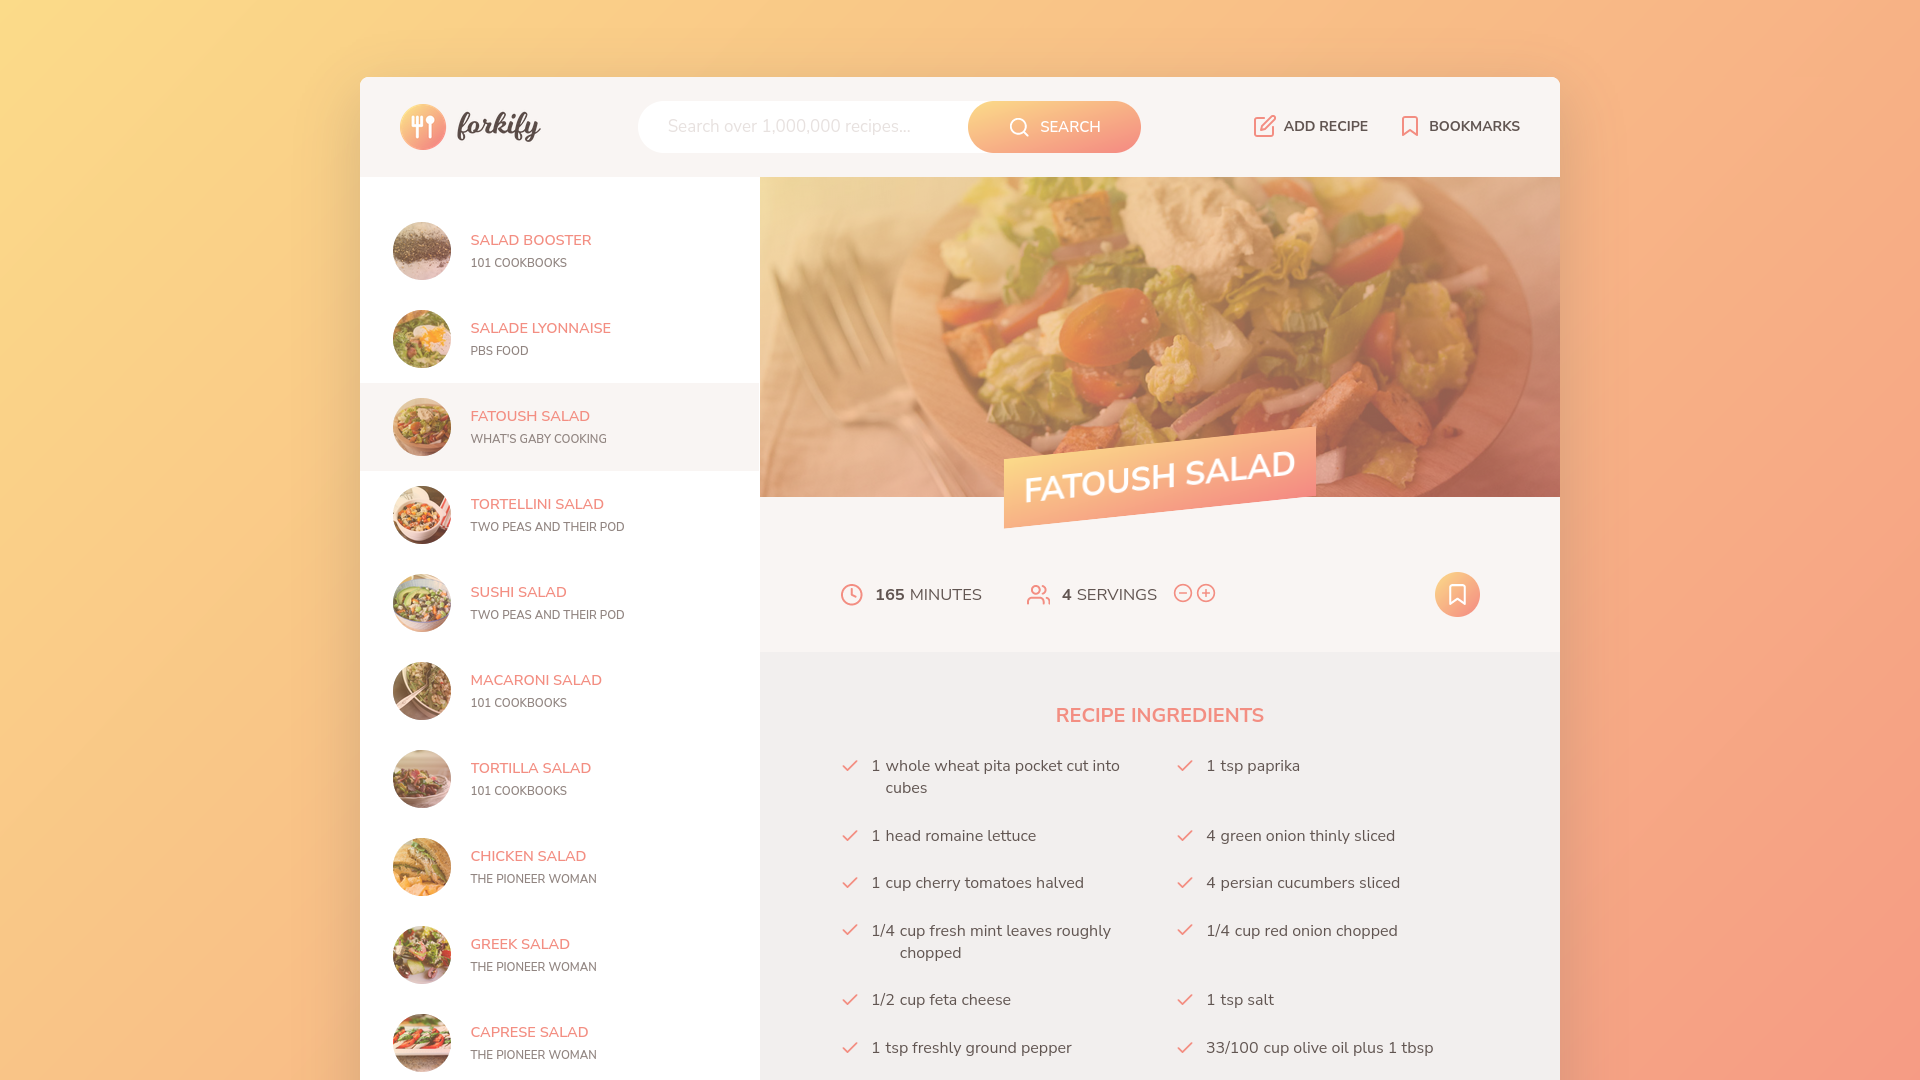 forkify
Search over 1,000,000 recipes...
SEARCH
ADD RECIPE
BOOKMARKS
SALAD BOOSTER
101 COOKBOOKS
SALADE LYONNAISE
PBS FOOD
FATOUSH SALAD
WHAT'S GABY COOKING
TORTELLINI SALAD
TWO PEAS AND THEIR POD
SUSHI SALAD
TWO PEAS AND THEIR POD
MACARONI SALAD
101 COOKBOOKS
TORTILLA SALAD
101 COOKBOOKS
CHICKEN SALAD
THE PIONEER WOMAN
GREEK SALAD
THE PIONEER WOMAN
CAPRESE SALAD
THE PIONEER WOMAN
FATOUSH SALAD
165 MINUTES
4 SERVINGS
RECIPE INGREDIENTS
1 whole wheat pita pocket cut into
cubes
1 tsp paprika
1 head romaine lettuce
4 green onion thinly sliced
1 cup cherry tomatoes halved
4 persian cucumbers sliced
1/4 cup fresh mint leaves roughly
chopped
1/4 cup red onion chopped
1/2 cup feta cheese
1 tsp salt
1 tsp freshly ground pepper
33/100 cup olive oil plus 1 tbsp